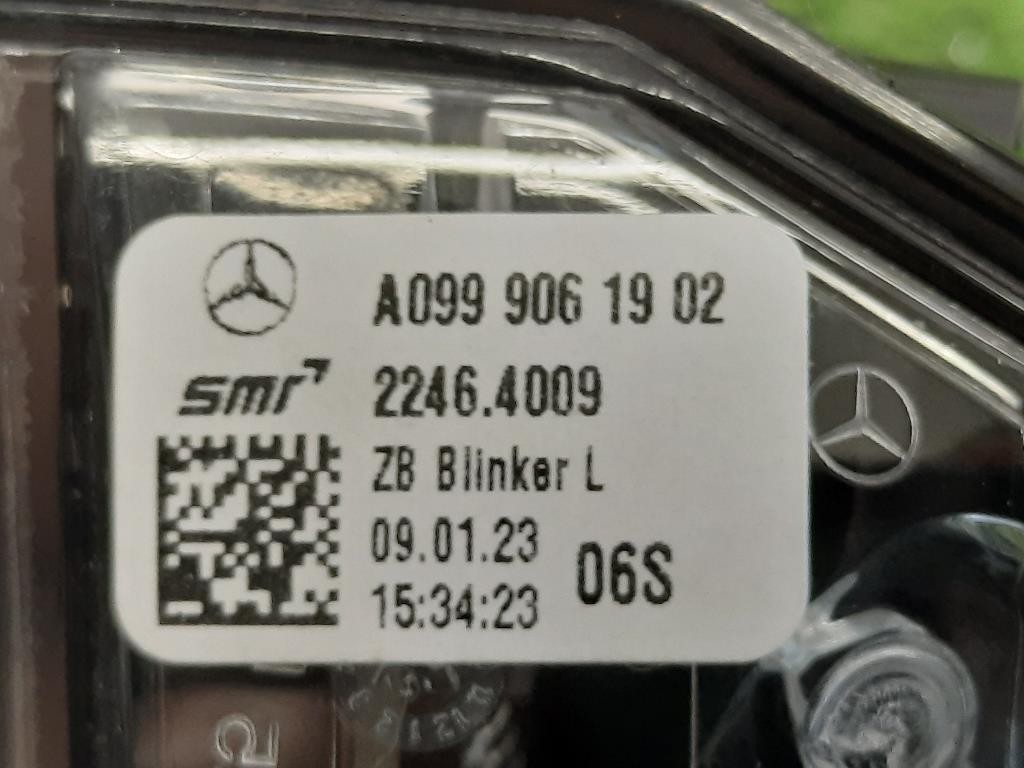 A099 906 19 02
smr
2246.4009
ZB Blinker L
09.01.23
15:34:23
06S